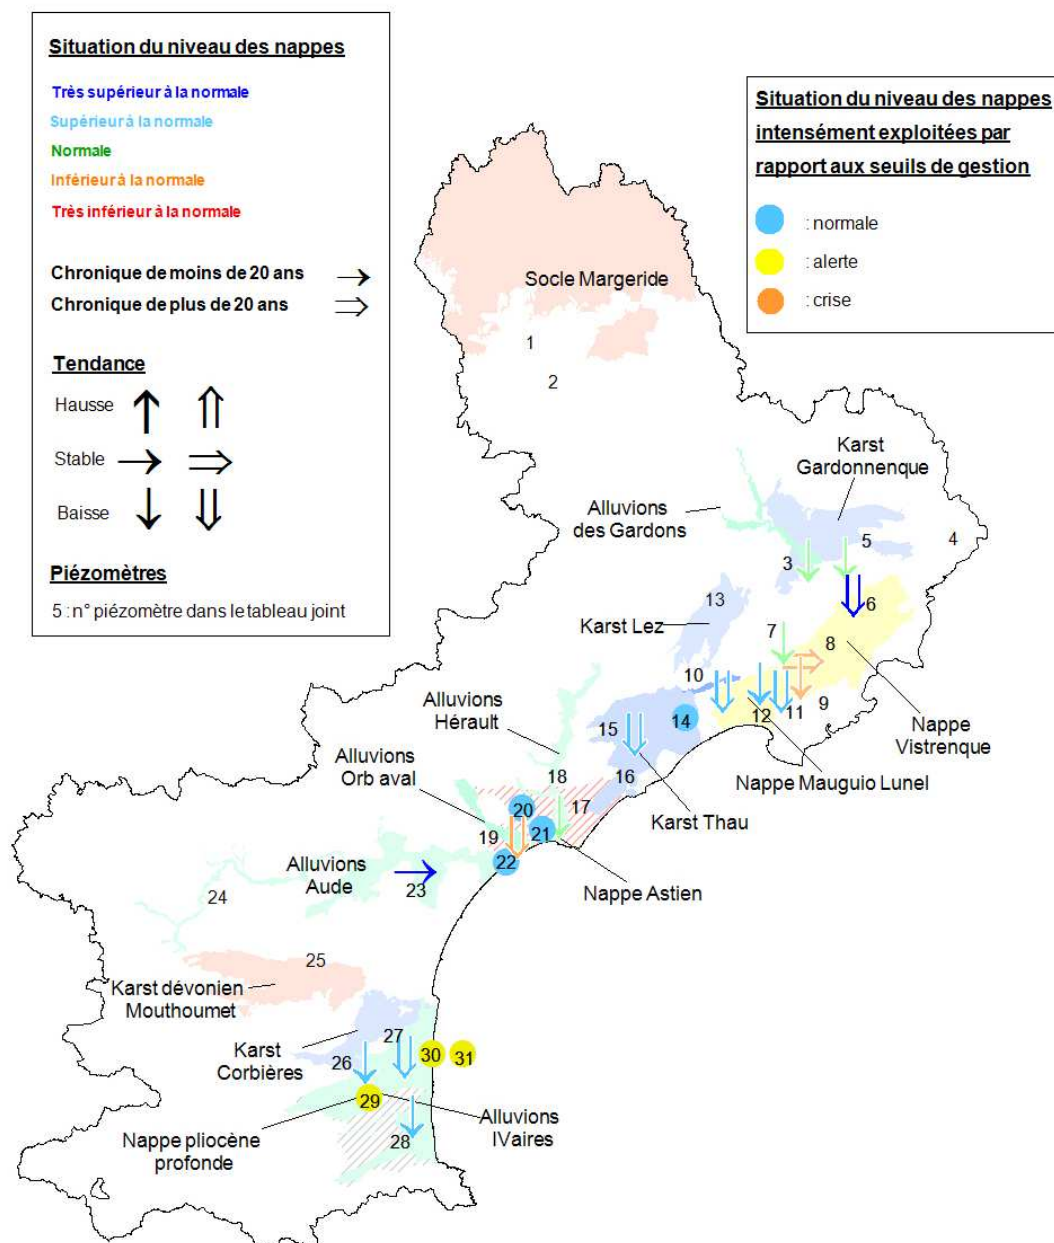 Situation du niveau des nappes
Très supérieur à la normale
Supérieur à la normale
Normale
Inférieur à la normale
Très inférieur à la normale
Chronique de moins de 20 ans
Chronique de plus de 20 ans
Tendance
Hausse
Stable
Baisse
Piézomètres
5 : n° piézomètre dans le tableau joint
Situation du niveau des nappes
intensément exploitées par
rapport aux seuils de gestion
: normale
: alerte
: crise
Socle Margeride
1
2
Karst
Gardonnenque
Alluvions
des Gardons
3
5
4
6
13
Karst Lez
7
8
10
12
11
9
Nappe
Vistrenque
Nappe Mauguio Lunel
Alluvions
Hérault
14
15
16
Karst Thau
Alluvions
Orb aval
18
17
20
21
19
22
Nappe Astien
Alluvions
Aude
23
24
25
Karst dévonien
Mouthoumet
Karst
Corbières
27
26
30
31
29
Alluvions
IVaires
Nappe pliocène
profonde
28